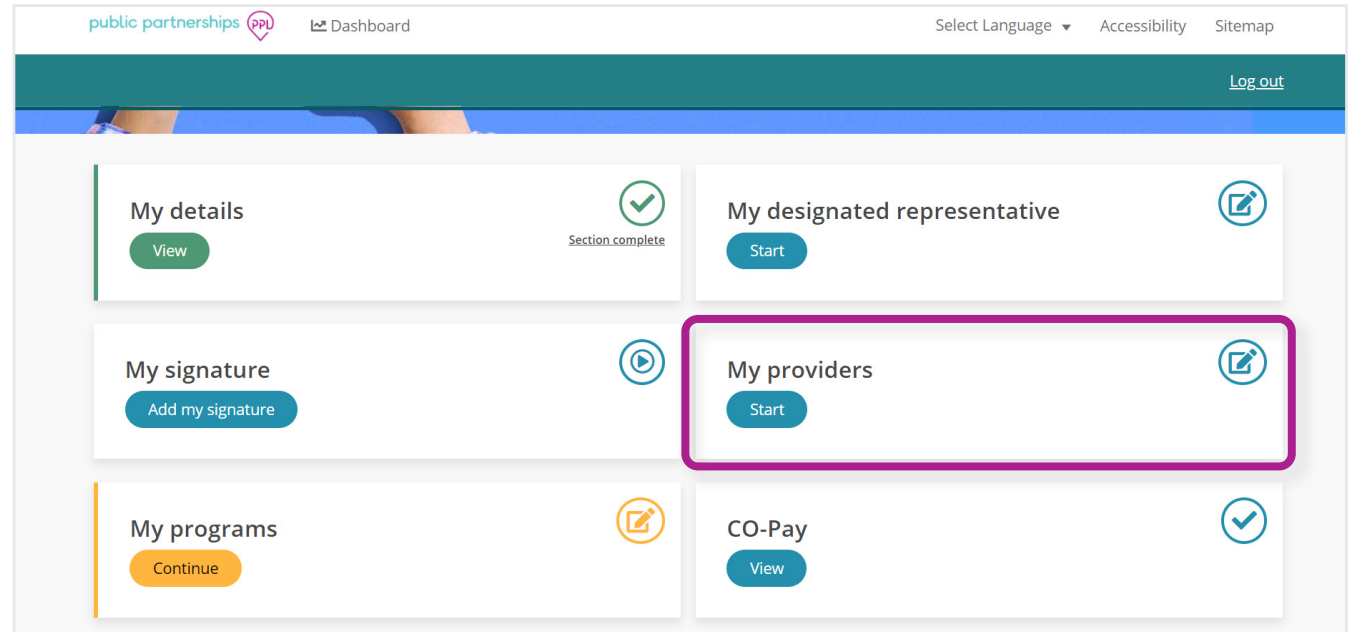 public partnerships PPL Dashboard Select Language Accessibility Sitemap
Log out
My details
View
Section complete
My designated representative
Start
My signature
Add my signature
My providers
Start
My programs
Continue
CO-Pay
View